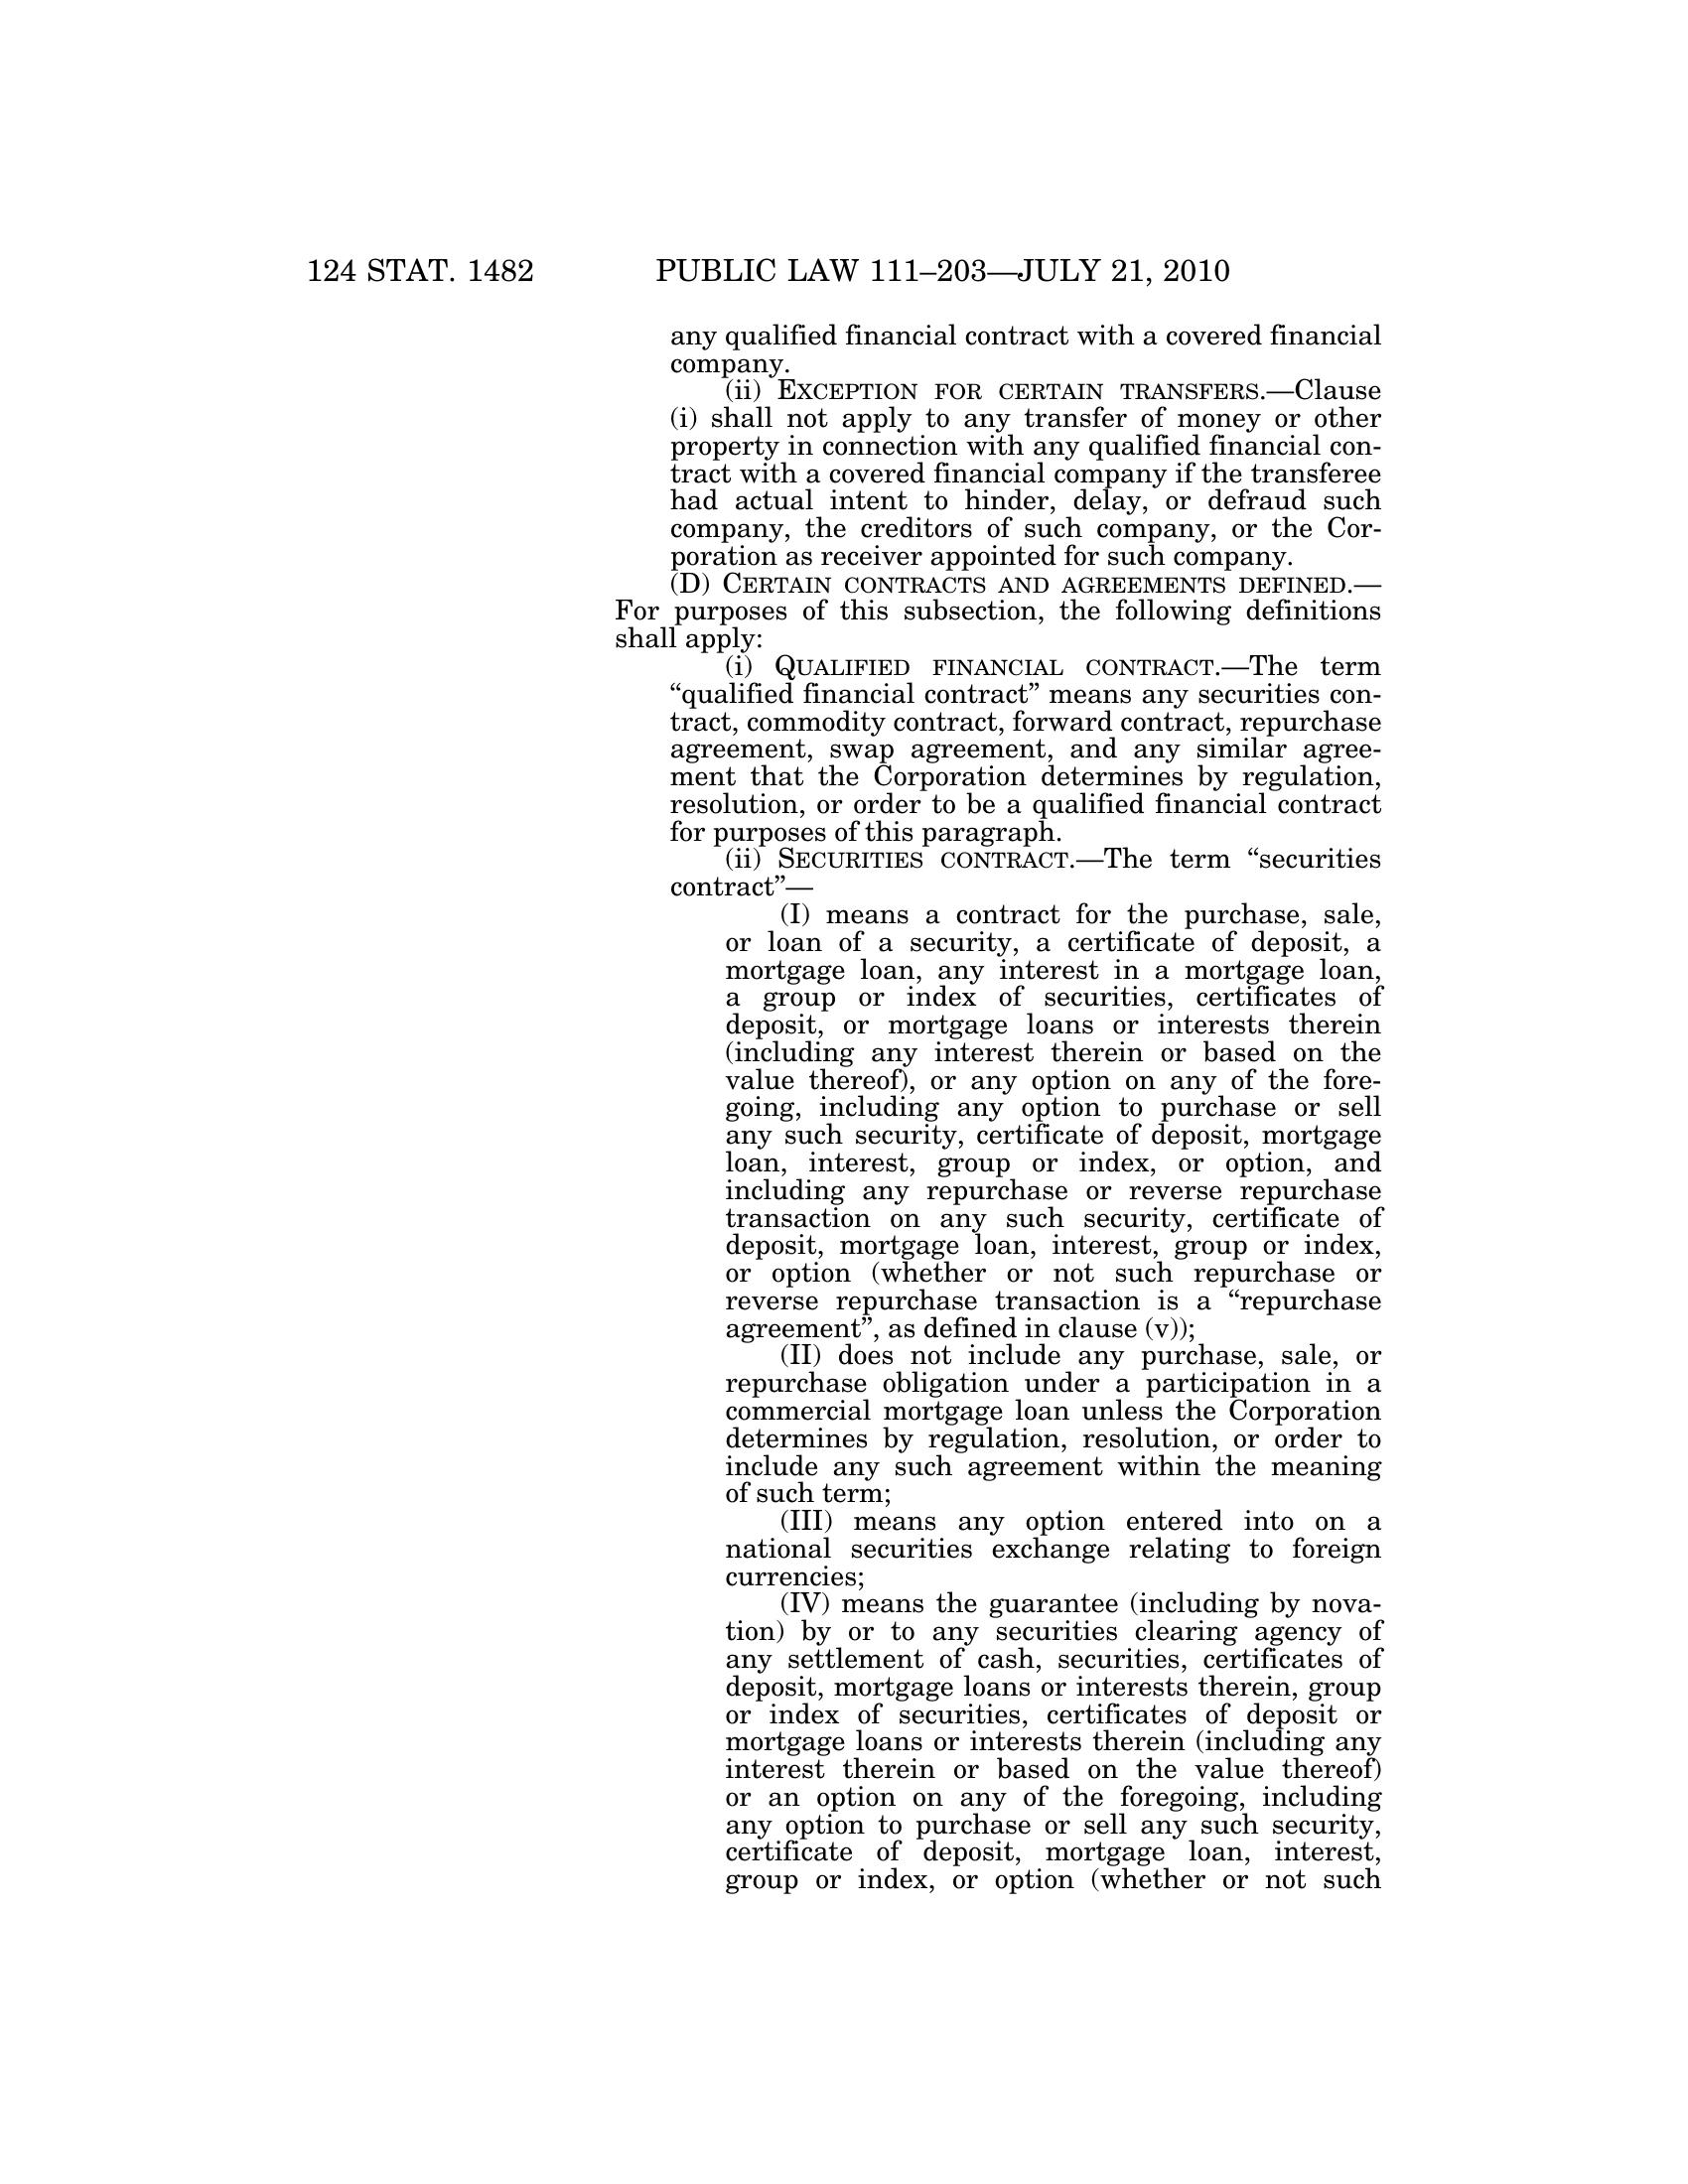 124 STAT. 1482 PUBLIC LAW 111–203—JULY 21, 2010
any qualified financial contract with a covered financial
company.
(ii) EXCEPTION FOR CERTAIN TRANSFERS.—Clause
(i) shall not apply to any transfer of money or other
property in connection with any qualified financial con-
tract with a covered financial company if the transferee
had actual intent to hinder, delay, or defraud such
company, the creditors of such company, or the Cor-
poration as receiver appointed for such company.
(D) CERTAIN CONTRACTS AND AGREEMENTS DEFINED.—
For purposes of this subsection, the following definitions
shall apply:
(i) QUALIFIED FINANCIAL CONTRACT.—The term
“qualified financial contract” means any securities con-
tract, commodity contract, forward contract, repurchase
agreement, swap agreement, and any similar agree-
ment that the Corporation determines by regulation,
resolution, or order to be a qualified financial contract
for purposes of this paragraph.
(ii) SECURITIES CONTRACT.—The term “securities
contract”—
(I) means a contract for the purchase, sale,
or loan of a security, a certificate of deposit, a
mortgage loan, any interest in a mortgage loan,
a group or index of securities, certificates of
deposit, or mortgage loans or interests therein
(including any interest therein or based on the
value thereof), or any option on any of the fore-
going, including any option to purchase or sell
any such security, certificate of deposit, mortgage
loan, interest, group or index, or option, and
including any repurchase or reverse repurchase
transaction on any such security, certificate of
deposit, mortgage loan, interest, group or index,
or option (whether or not such repurchase or
reverse repurchase transaction is a “repurchase
agreement”, as defined in clause (v));
(II) does not include any purchase, sale, or
repurchase obligation under a participation in a
commercial mortgage loan unless the Corporation
determines by regulation, resolution, or order to
include any such agreement within the meaning
of such term;
(III) means any option entered into on a
national securities exchange relating to foreign
currencies;
(IV) means the guarantee (including by nova-
tion) by or to any securities clearing agency of
any settlement of cash, securities, certificates of
deposit, mortgage loans or interests therein, group
or index of securities, certificates of deposit or
mortgage loans or interests therein (including any
interest therein or based on the value thereof)
or an option on any of the foregoing, including
any option to purchase or sell any such security,
certificate of deposit, mortgage loan, interest,
group or index, or option (whether or not such